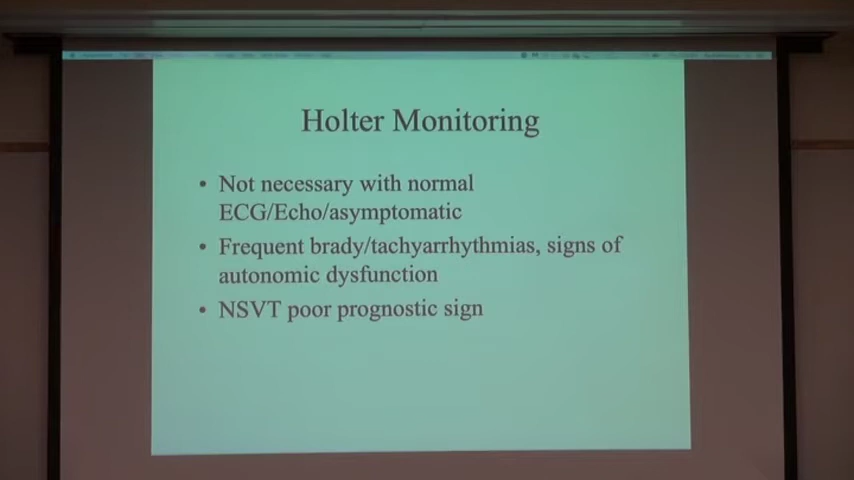 Holter Monitoring
• Not necessary with normal
ECG/Echo/asymptomatic
• Frequent brady/tachyarrhythmias, signs of
autonomic dysfunction
• NSVT poor prognostic sign